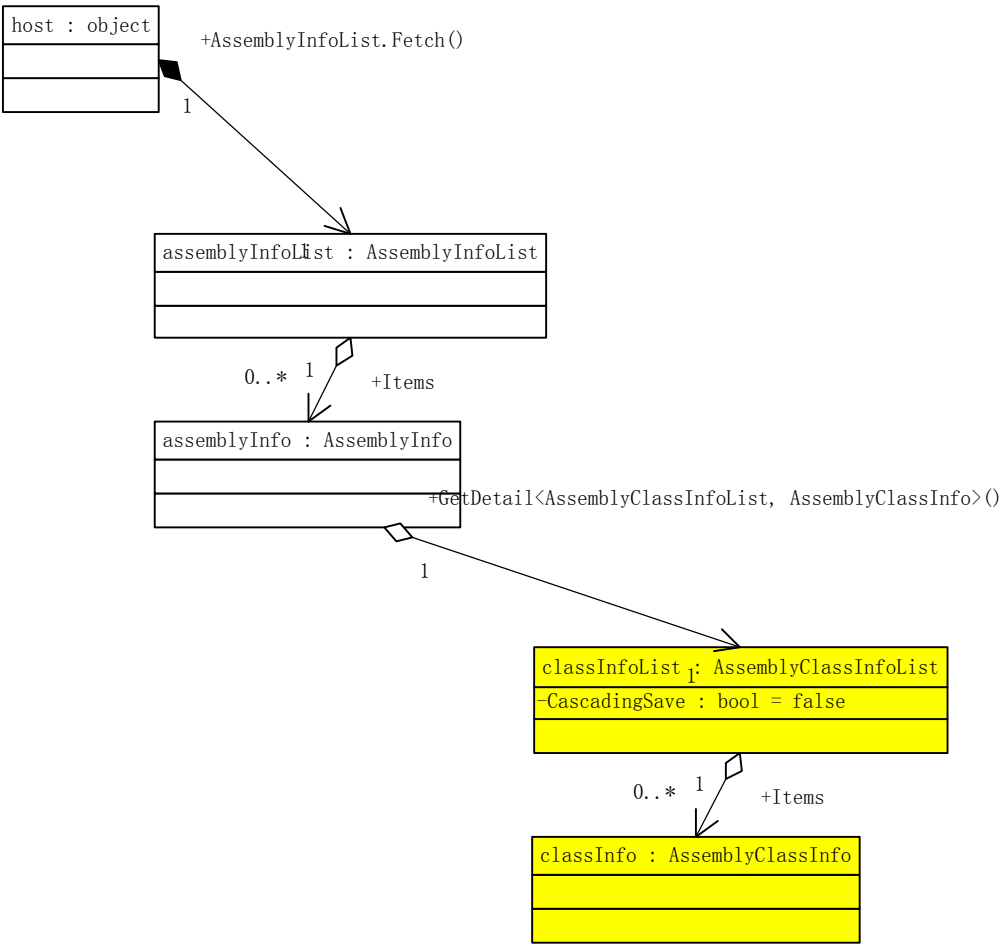 host : object
+AssemblyInfoList.Fetch()
1
assemblyInfoList : AssemblyInfoList
1
0..*
1
+Items
assemblyInfo : AssemblyInfo
+GetDetail<AssemblyClassInfoList, AssemblyClassInfo>()
1
classInfoList : AssemblyClassInfoList
1
-CascadingSave : bool = false
0..*
1
+Items
classInfo : AssemblyClassInfo